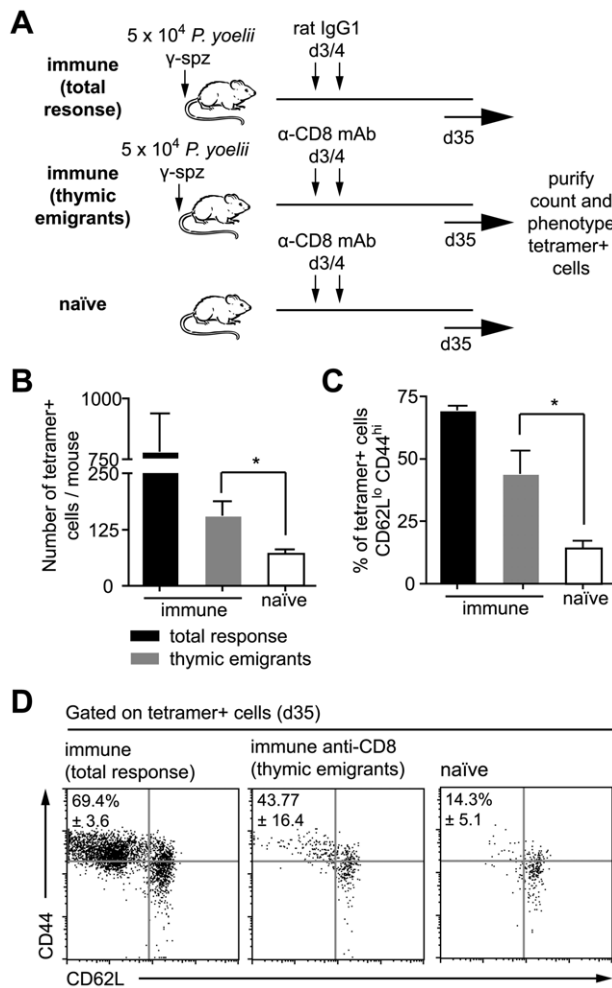 A
5 x 10⁴ P. yoelii
γ-spz
immune
(total
resonse)
rat IgG1
d3/4
d35
5 x 10⁴ P. yoelii
γ-spz
immune
(thymic
emigrants)
α-CD8 mAb
d3/4
d35
naïve
α-CD8 mAb
d3/4
d35
purify
count and
phenotype
tetramer+
cells
B
Number of tetramer+
cells / mouse
1000
750
250
125
0
*
immune
naïve
total response
thymic emigrants
C
% of tetramer+ cells
CD62Lˡᵒ CD44ʰⁱ
75
50
25
0
*
immune
naïve
D
Gated on tetramer+ cells (d35)
immune
(total response)
immune anti-CD8
(thymic emigrants)
naïve
69.4%
± 3.6
43.77
± 16.4
14.3%
± 5.1
CD44
CD62L